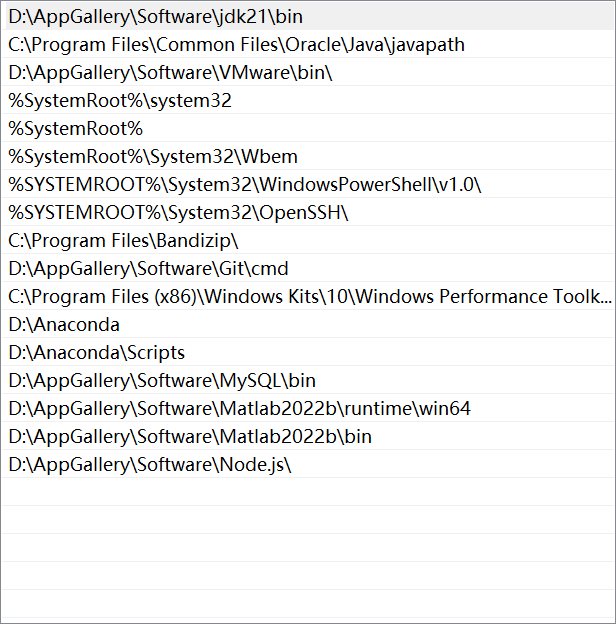 D:\AppGallery\Software\jdk21\bin
C:\Program Files\Common Files\Oracle\Java\javapath
D:\AppGallery\Software\VMware\bin\
%SystemRoot%\system32
%SystemRoot%
%SystemRoot%\System32\Wbem
%SYSTEMROOT%\System32\WindowsPowerShell\v1.0\
%SYSTEMROOT%\System32\OpenSSH\
C:\Program Files\Bandizip\
D:\AppGallery\Software\Git\cmd
C:\Program Files (x86)\Windows Kits\10\Windows Performance Toolk...
D:\Anaconda
D:\Anaconda\Scripts
D:\AppGallery\Software\MySQL\bin
D:\AppGallery\Software\Matlab2022b\runtime\win64
D:\AppGallery\Software\Matlab2022b\bin
D:\AppGallery\Software\Node.js\